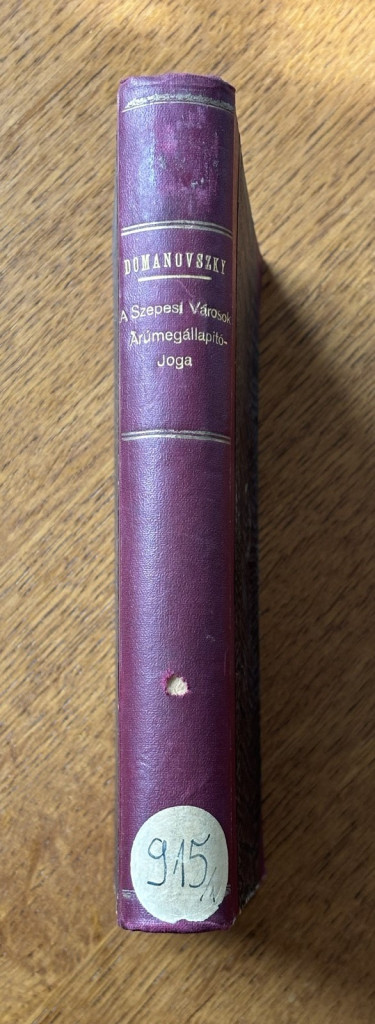 DOMANOVSZKY
A Szepesi Városok
Árúmegállapító-
Joga
915/1